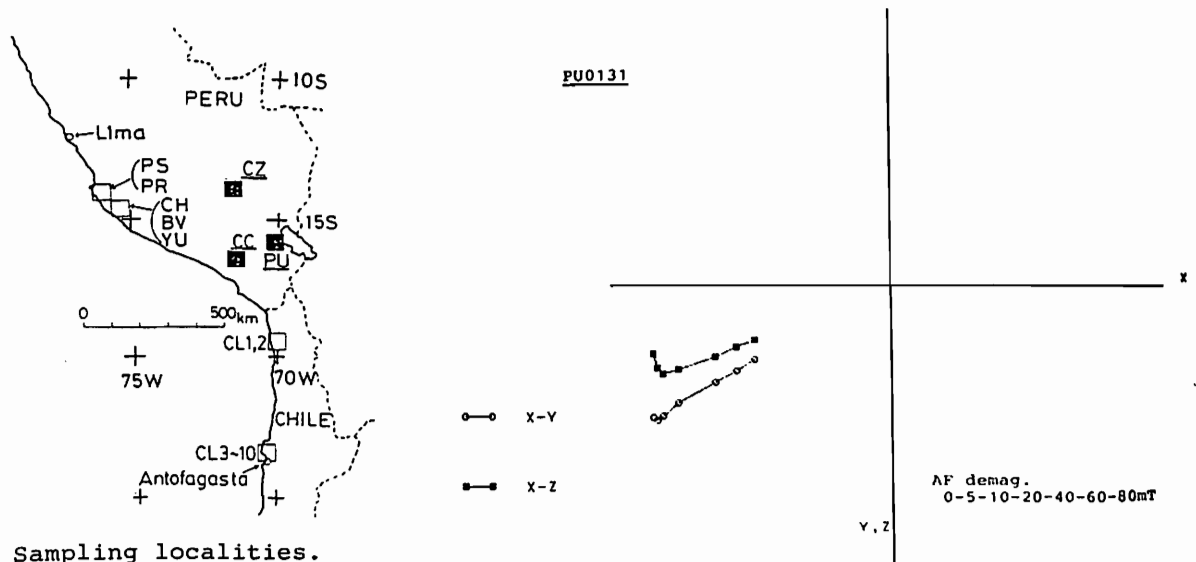 10S
PERU
Lima
PS
PR
CZ
CH
BV
YU
15S
CC
PU
0
500km
CL1,2
75W
70W
CHILE
CL3~10
Antofagasta
Sampling localities.
PU0131
X
X-Y
X-Z
AF demag.
0-5-10-20-40-60-80mT
Y,Z